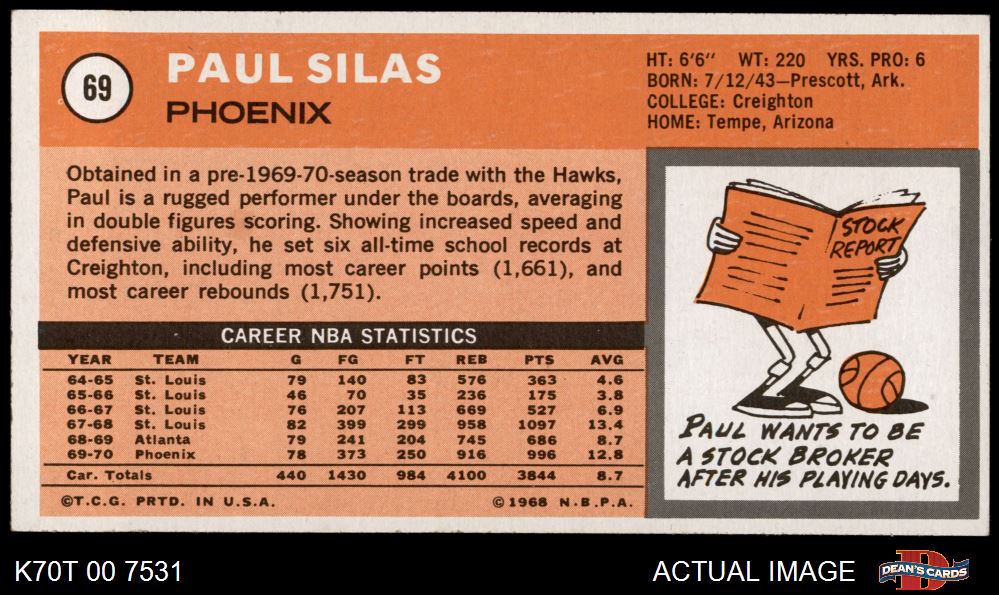 69
PAUL SILAS
PHOENIX
HT: 6'6" WT: 220 YRS. PRO: 6
BORN: 7/12/43—Prescott, Ark.
COLLEGE: Creighton
HOME: Tempe, Arizona
Obtained in a pre-1969-70-season trade with the Hawks,
Paul is a rugged performer under the boards, averaging
in double figures scoring. Showing increased speed and
defensive ability, he set six all-time school records at
Creighton, including most career points (1,661), and
most career rebounds (1,751).
STOCK
REPORT
PAUL WANTS TO BE
A STOCK BROKER
AFTER HIS PLAYING DAYS.
CAREER NBA STATISTICS
YEAR TEAM G FG FT REB PTS AVG
64-65 St. Louis 79 140 83 576 363 4.6
65-66 St. Louis 46 70 35 236 175 3.8
66-67 St. Louis 76 207 113 669 527 6.9
67-68 St. Louis 82 399 299 958 1097 13.4
68-69 Atlanta 79 241 204 745 686 8.7
69-70 Phoenix 78 373 250 916 996 12.8
Car. Totals 440 1430 984 4100 3844 8.7
©T.C.G. PRTD. IN U.S.A. ©1968 N.B.P.A.
K70T 00 7531
ACTUAL IMAGE
D
DEAN'S CARDS